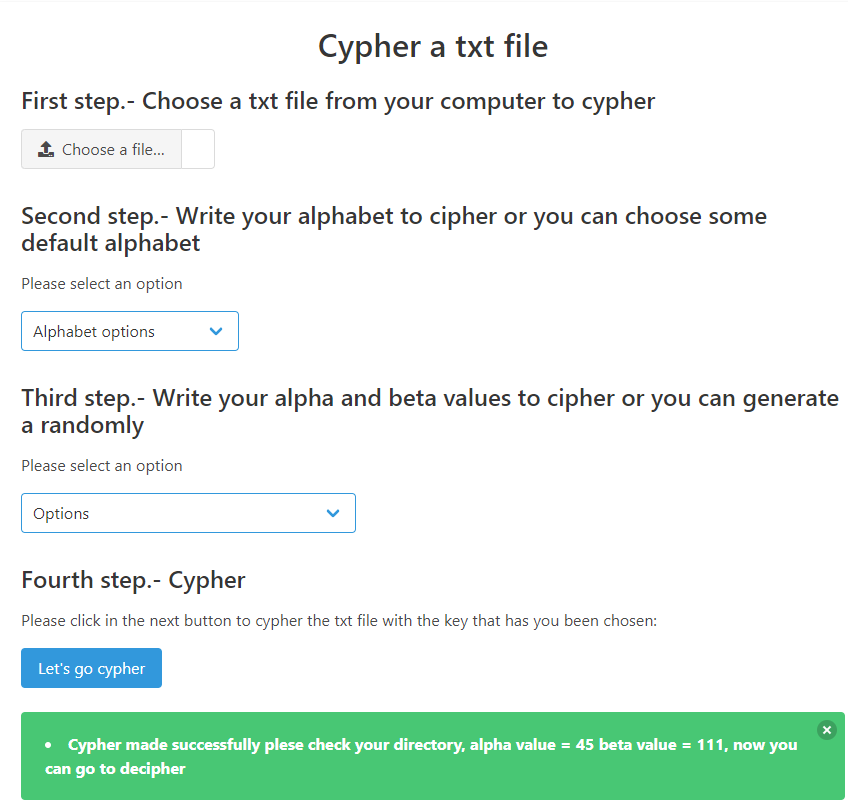 Cypher a txt file
First step.- Choose a txt file from your computer to cypher
Choose a file...
Second step.- Write your alphabet to cipher or you can choose some
default alphabet
Please select an option
Alphabet options
Third step.- Write your alpha and beta values to cipher or you can generate
a randomly
Please select an option
Options
Fourth step.- Cypher
Please click in the next button to cypher the txt file with the key that has you been chosen:
Let's go cypher
• Cypher made successfully plese check your directory, alpha value = 45 beta value = 111, now you
can go to decipher